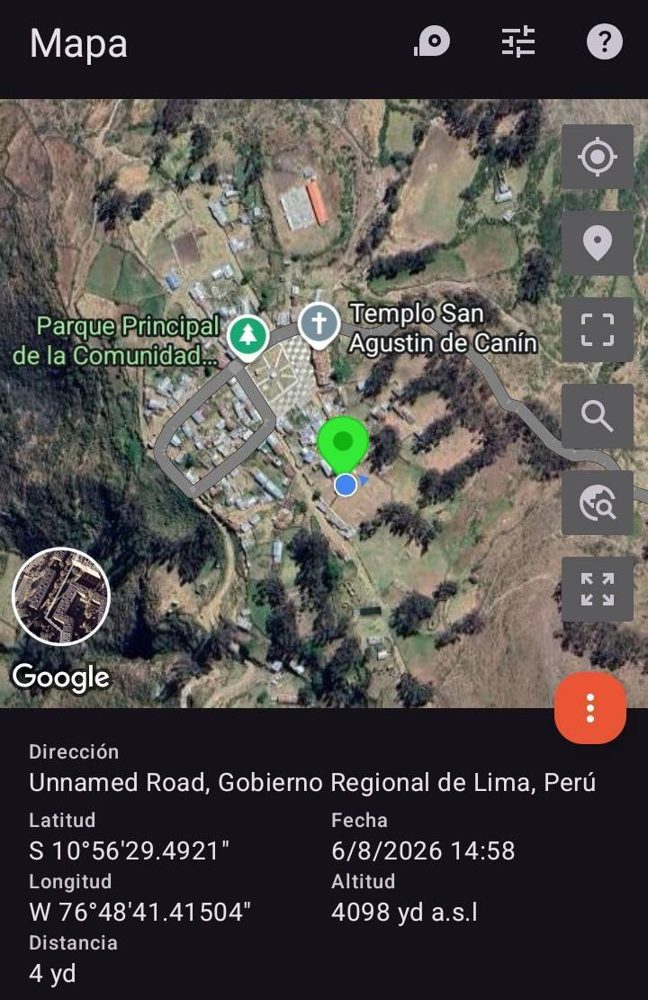 Mapa
Templo San
Agustin de Canín
Parque Principal
de la Comunidad...
Google
Dirección
Unnamed Road, Gobierno Regional de Lima, Perú
Latitud
S 10°56'29.4921"
Fecha
6/8/2026 14:58
Longitud
W 76°48'41.41504"
Altitud
4098 yd a.s.l
Distancia
4 yd